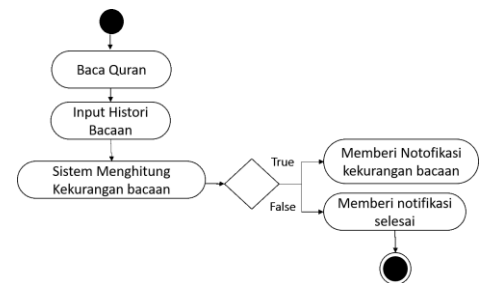 Baca Quran
Input Histori
Bacaan
Sistem Menghitung
Kekurangan bacaan
True
False
Memberi Notofikasi
kekurangan bacaan
Memberi notifikasi
selesai